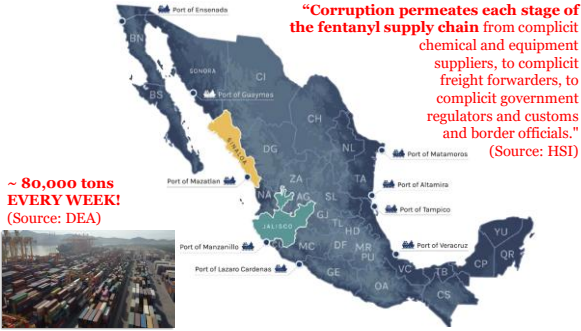 Port of Ensenada
“Corruption permeates each stage of
the fentanyl supply chain from complicit
chemical and equipment
suppliers, to complicit
freight forwarders, to
complicit government
regulators and customs
and border officials."
(Source: HSI)
BN
SONORA
CI
BS
Port of Guaymas
CH
SINALOA
DG
NL
Port of Matamoros
~ 80,000 tons
EVERY WEEK!
(Source: DEA)
Port of Mazatlan
ZA
TA
Port of Altamira
NA
AG
SL
Port of Tampico
JALISCO
GJ
TL
HD
YU
Port of Manzanillo
MC
DF
MR
Port of Veracruz
QR
PU
CP
Port of Lazaro Cardenas
GE
VC
TB
OA
CS